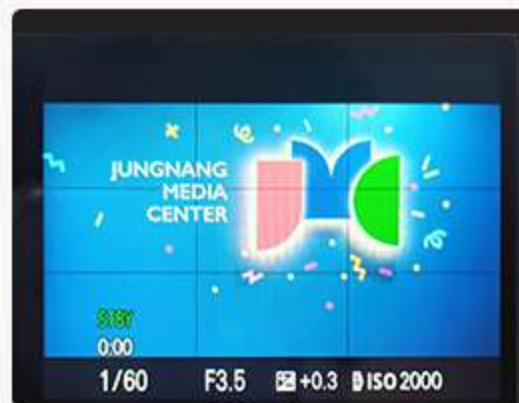 JUNGNANG
MEDIA
CENTER
STBY
0:00
1/60 F3.5 +0.3 ISO 2000